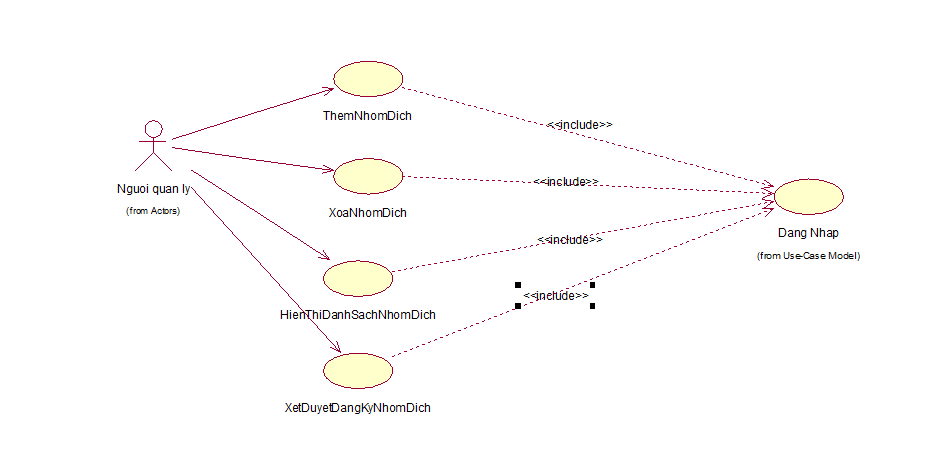 ThemNhomDich
<<include>>
Nguoi quan ly
(from Actors)
<<include>>
XoaNhomDich
Dang Nhap
(from Use-Case Model)
<<include>>
HienThiDanhSachNhomDich
<<include>>
XetDuyetDangKyNhomDich